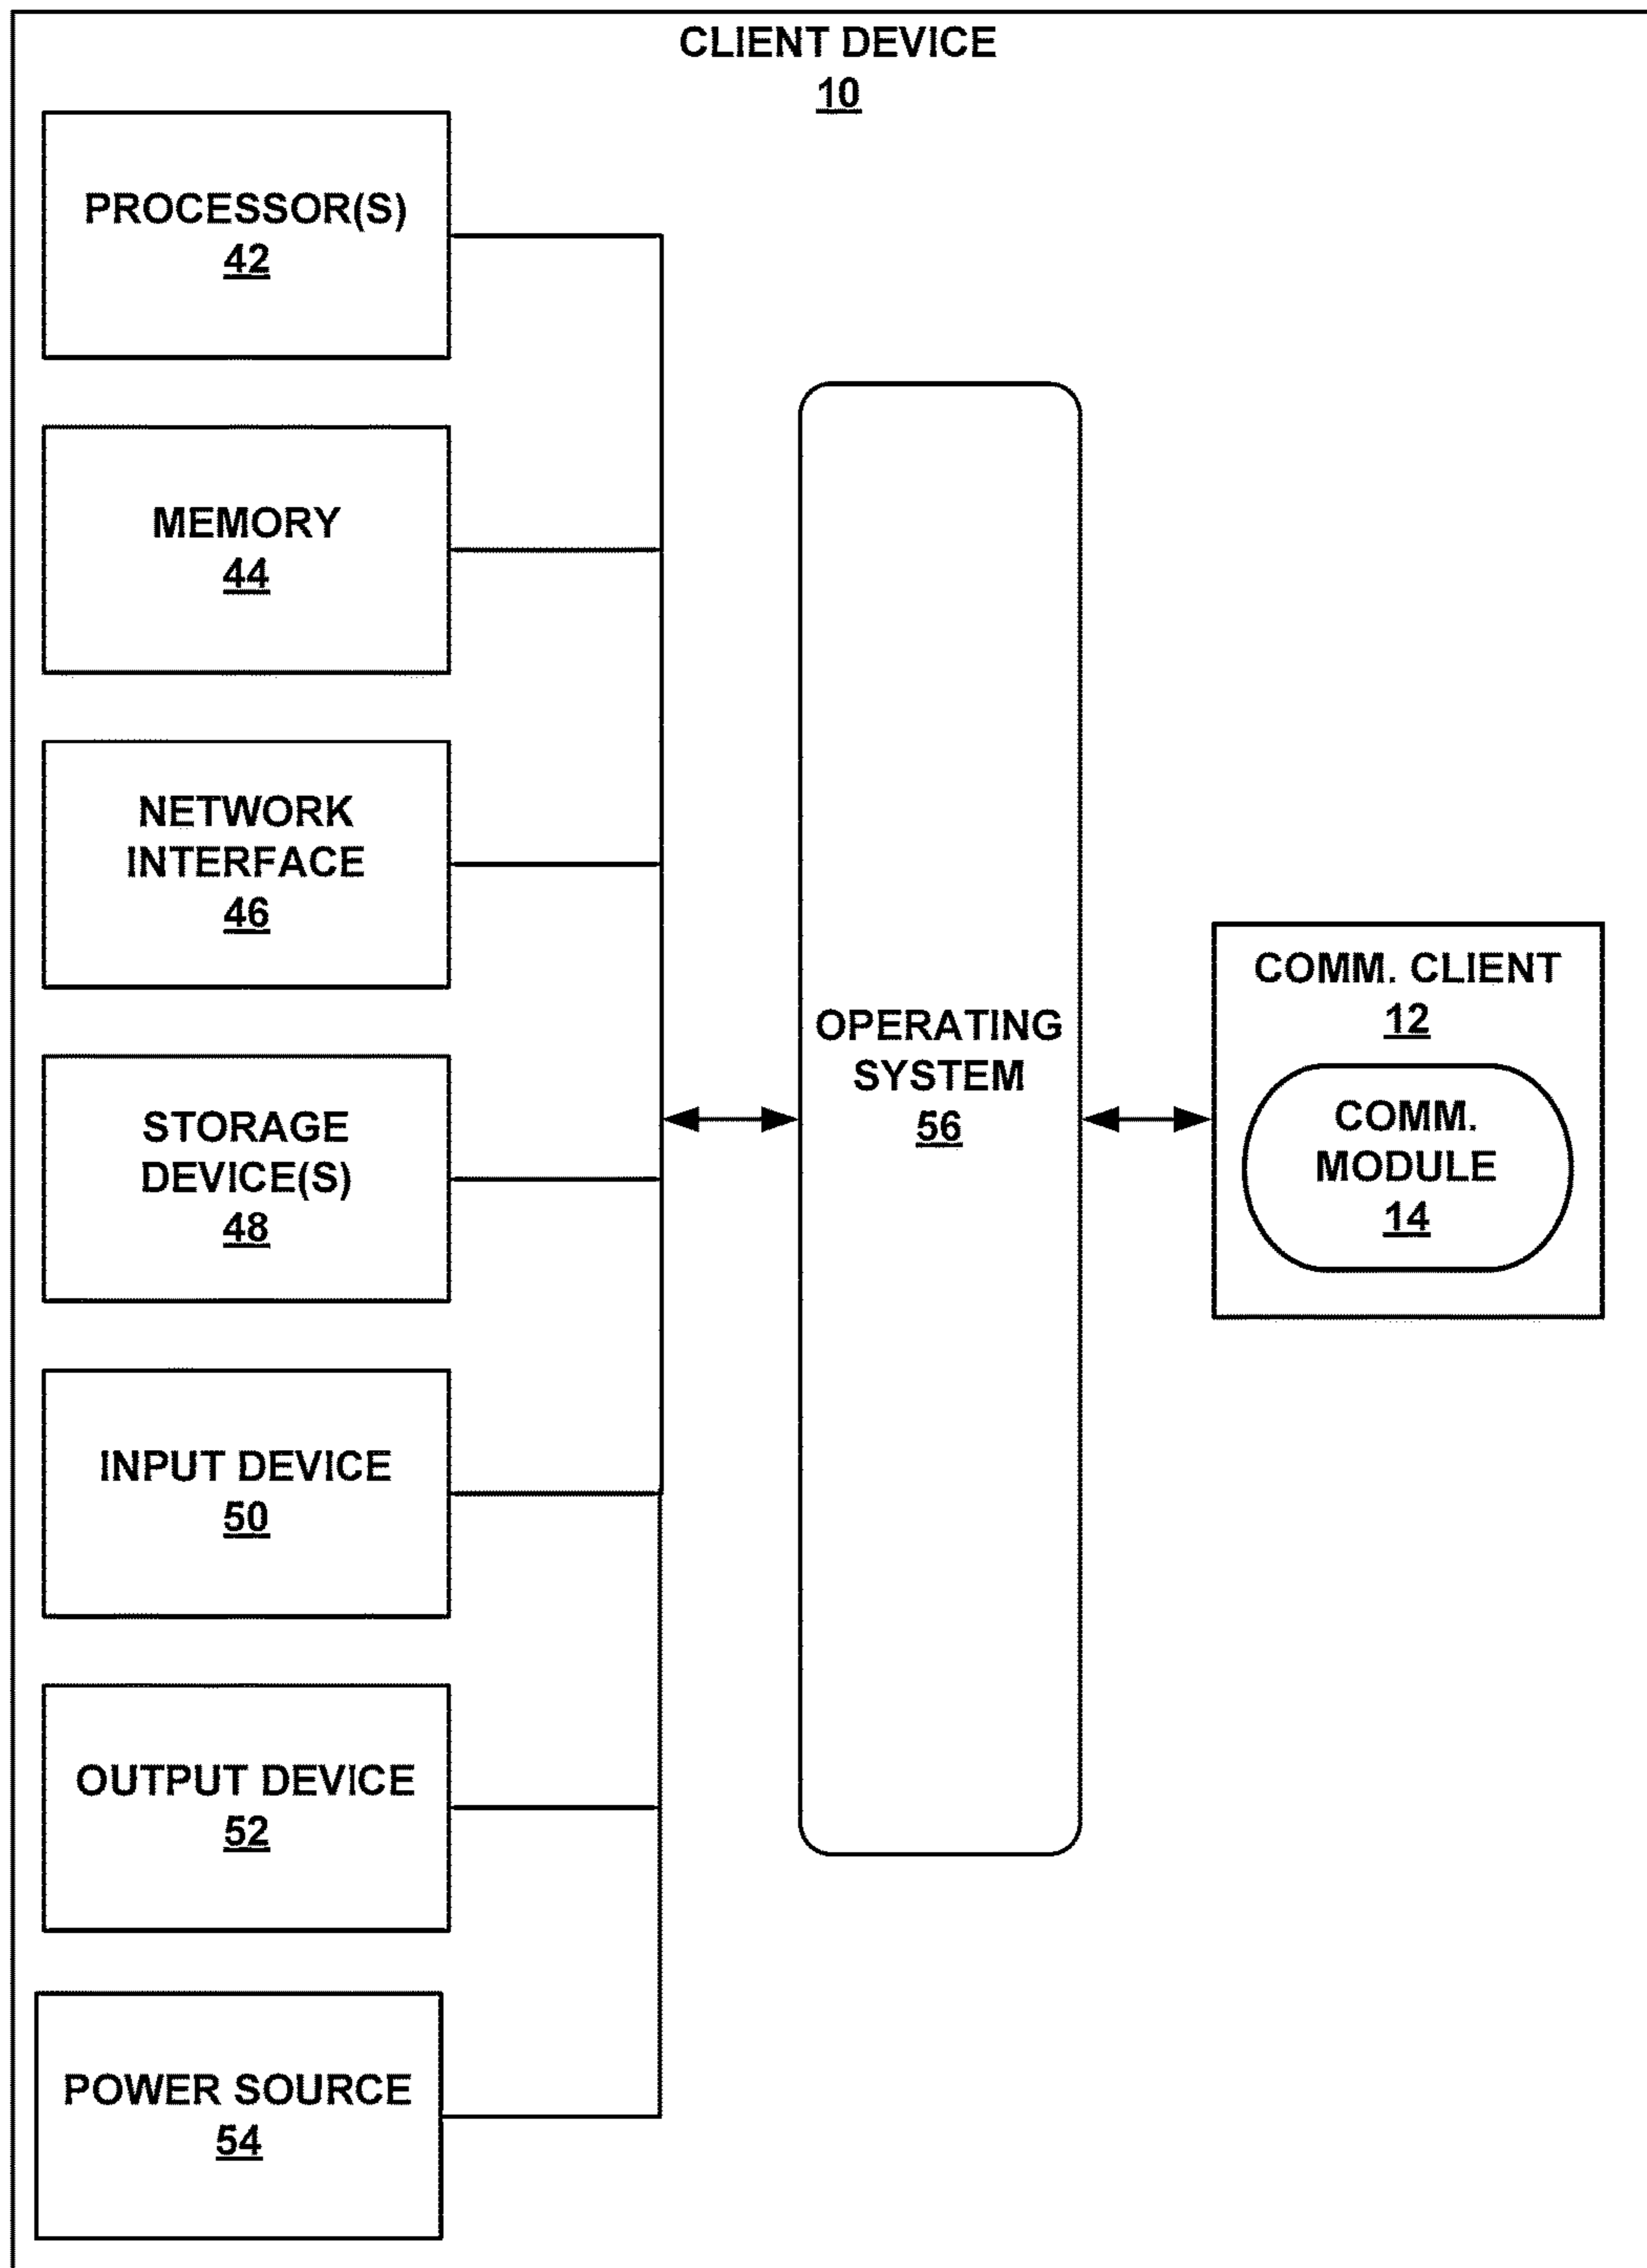 CLIENT DEVICE
10
PROCESSOR(S)
42
MEMORY
44
NETWORK
INTERFACE
46
STORAGE
DEVICE(S)
48
INPUT DEVICE
50
OUTPUT DEVICE
52
POWER SOURCE
54
OPERATING
SYSTEM
56
COMM. CLIENT
12
COMM.
MODULE
14